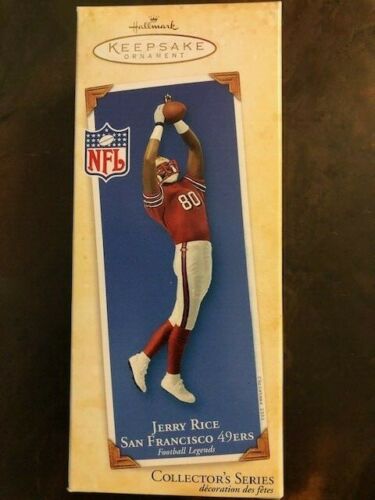 Hallmark
KEEPSAKE
ORNAMENT
NFL
80
JERRY RICE
SAN FRANCISCO 49ERS
Football Legends
COLLECTOR'S SERIES
décoration des fêtes